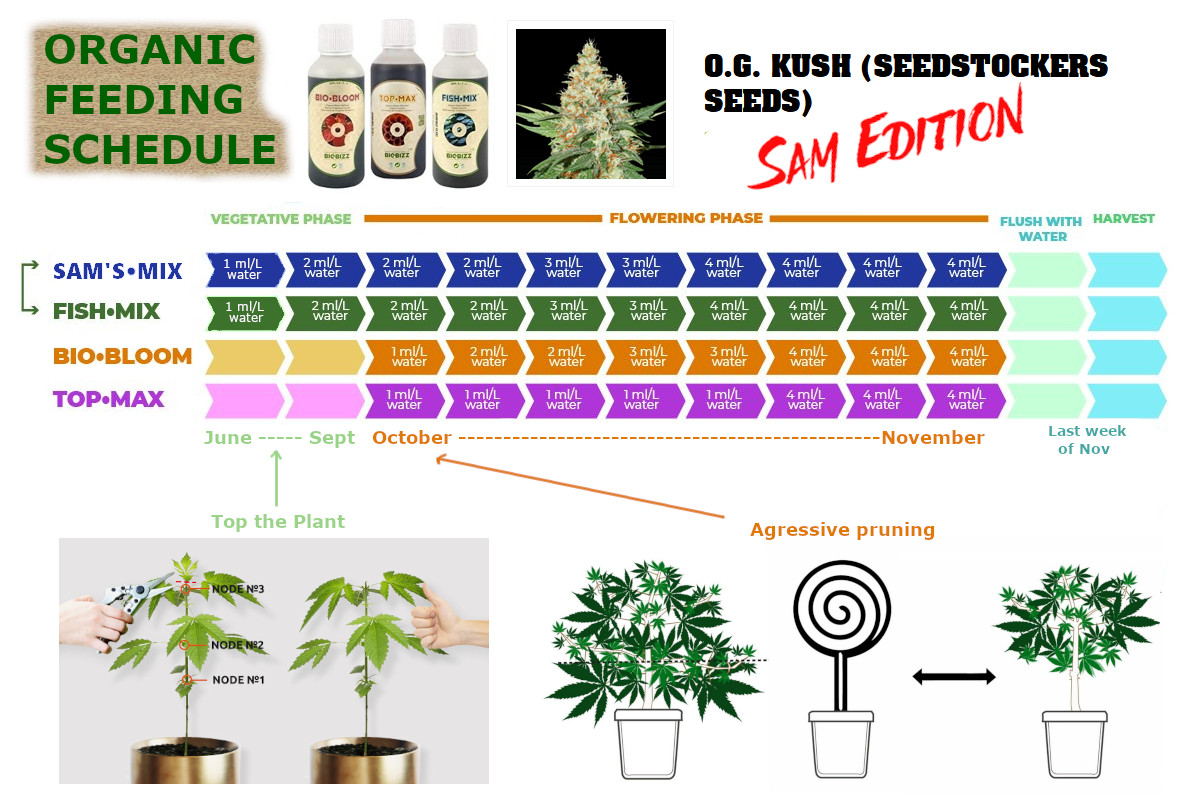 ORGANIC
FEEDING
SCHEDULE
BIO•BLOOM
BIOBIZZ
TOP•MAX
BIOBIZZ
FISH•MIX
BIOBIZZ
O.G. KUSH (SEEDSTOCKERS
SEEDS)
SAM EDITION
VEGETATIVE PHASE
FLOWERING PHASE
FLUSH WITH
WATER
HARVEST
SAM'S•MIX
1 ml/L water
2 ml/L water
2 ml/L water
2 ml/L water
3 ml/L water
3 ml/L water
4 ml/L water
4 ml/L water
4 ml/L water
4 ml/L water
FISH•MIX
1 ml/L water
2 ml/L water
2 ml/L water
2 ml/L water
3 ml/L water
3 ml/L water
4 ml/L water
4 ml/L water
4 ml/L water
4 ml/L water
BIO•BLOOM
1 ml/L water
2 ml/L water
2 ml/L water
3 ml/L water
3 ml/L water
4 ml/L water
4 ml/L water
4 ml/L water
TOP•MAX
1 ml/L water
1 ml/L water
1 ml/L water
1 ml/L water
1 ml/L water
4 ml/L water
4 ml/L water
4 ml/L water
June ----- Sept
October -----------------------------------------------November
Last week
of Nov
Top the Plant
Agressive pruning
NODE Nº3
NODE Nº2
NODE Nº1